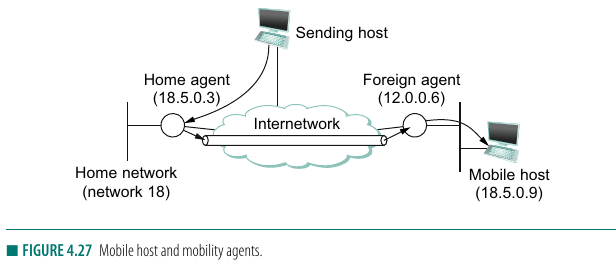 Sending host
Home agent
(18.5.0.3)
Foreign agent
(12.0.0.6)
Internetwork
Home network
(network 18)
Mobile host
(18.5.0.9)
■ FIGURE 4.27 Mobile host and mobility agents.